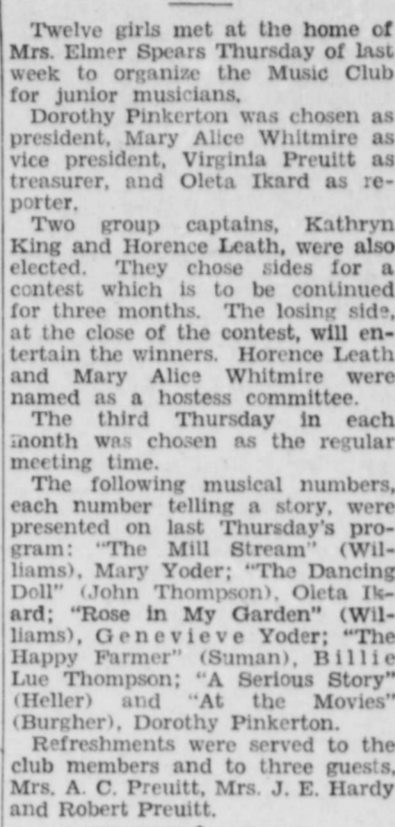 Twelve girls met at the home of
Mrs. Elmer Spears Thursday of last
week to organize the Music Club
for junior musicians.
Dorothy Pinkerton was chosen as
president, Mary Alice Whitmire as
vice president, Virginia Preuitt as
treasurer, and Oleta Ikard as re-
porter.
Two group captains, Kathryn
King and Horence Leath, were also
elected. They chose sides for a
contest which is to be continued
for three months. The losing side,
at the close of the contest, will en-
tertain the winners. Horence Leath
and Mary Alice Whitmire were
named as a hostess committee.
The third Thursday in each
month was chosen as the regular
meeting time.
The following musical numbers,
each number telling a story, were
presented on last Thursday's pro-
gram: "The Mill Stream" (Wil-
liams), Mary Yoder; "The Dancing
Doll" (John Thompson), Oleta Ik-
ard; "Rose in My Garden" (Wil-
liams), Genevieve Yoder; "The
Happy Farmer" (Suman), Billie
Lue Thompson; "A Serious Story"
(Heller) and "At the Movies"
(Burgher), Dorothy Pinkerton.
Refreshments were served to the
club members and to three guests,
Mrs. A. C. Preuitt, Mrs. J. E. Hardy
and Robert Preuitt.